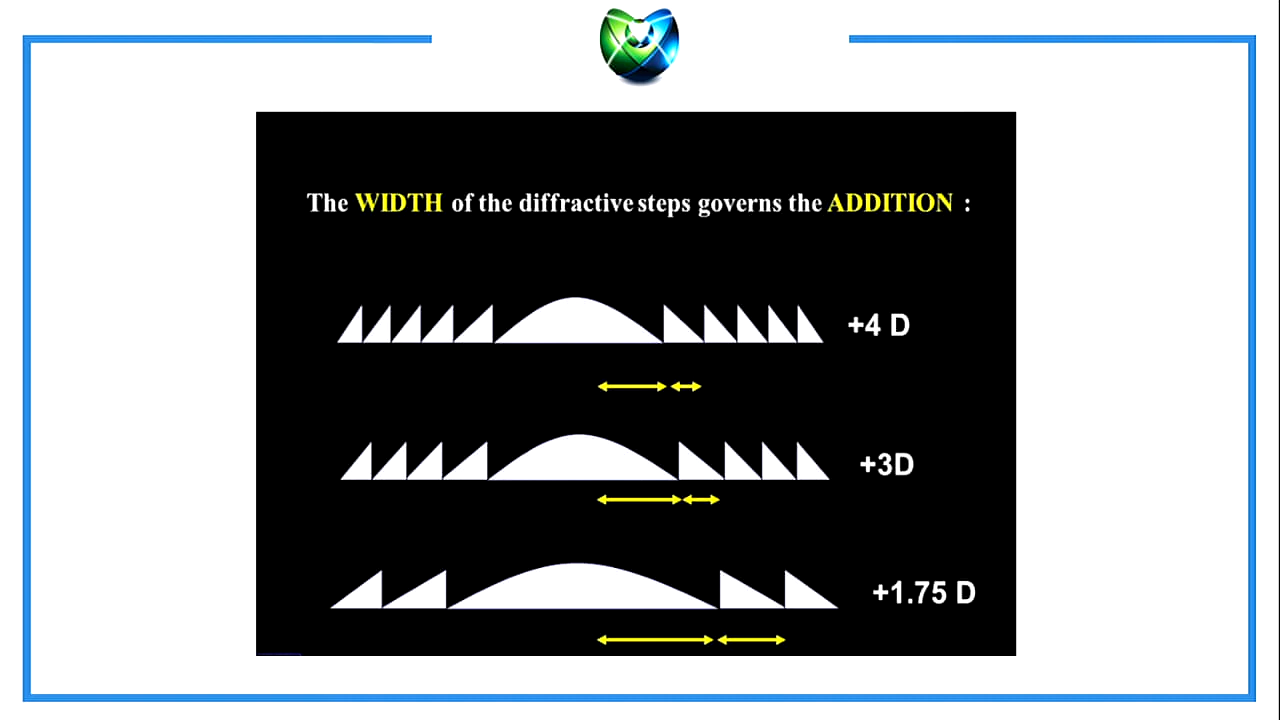 The WIDTH of the diffractive steps governs the ADDITION :
+4 D
+3D
+1.75 D